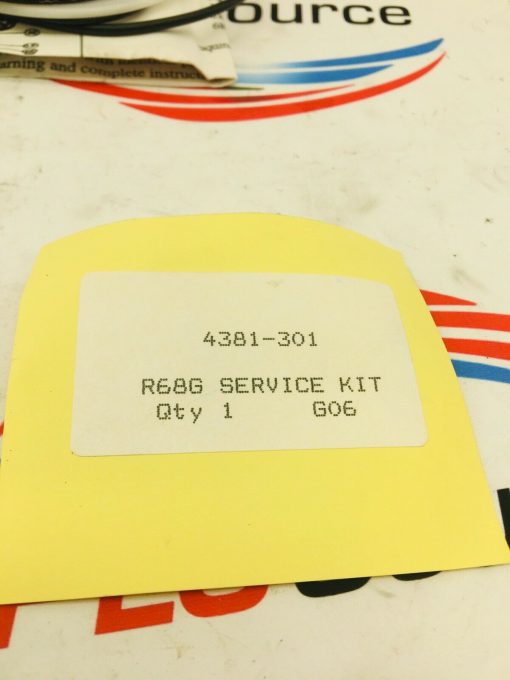 ource
arning and complete instruc
4381-301
R68G SERVICE KIT
Qty 1 G06